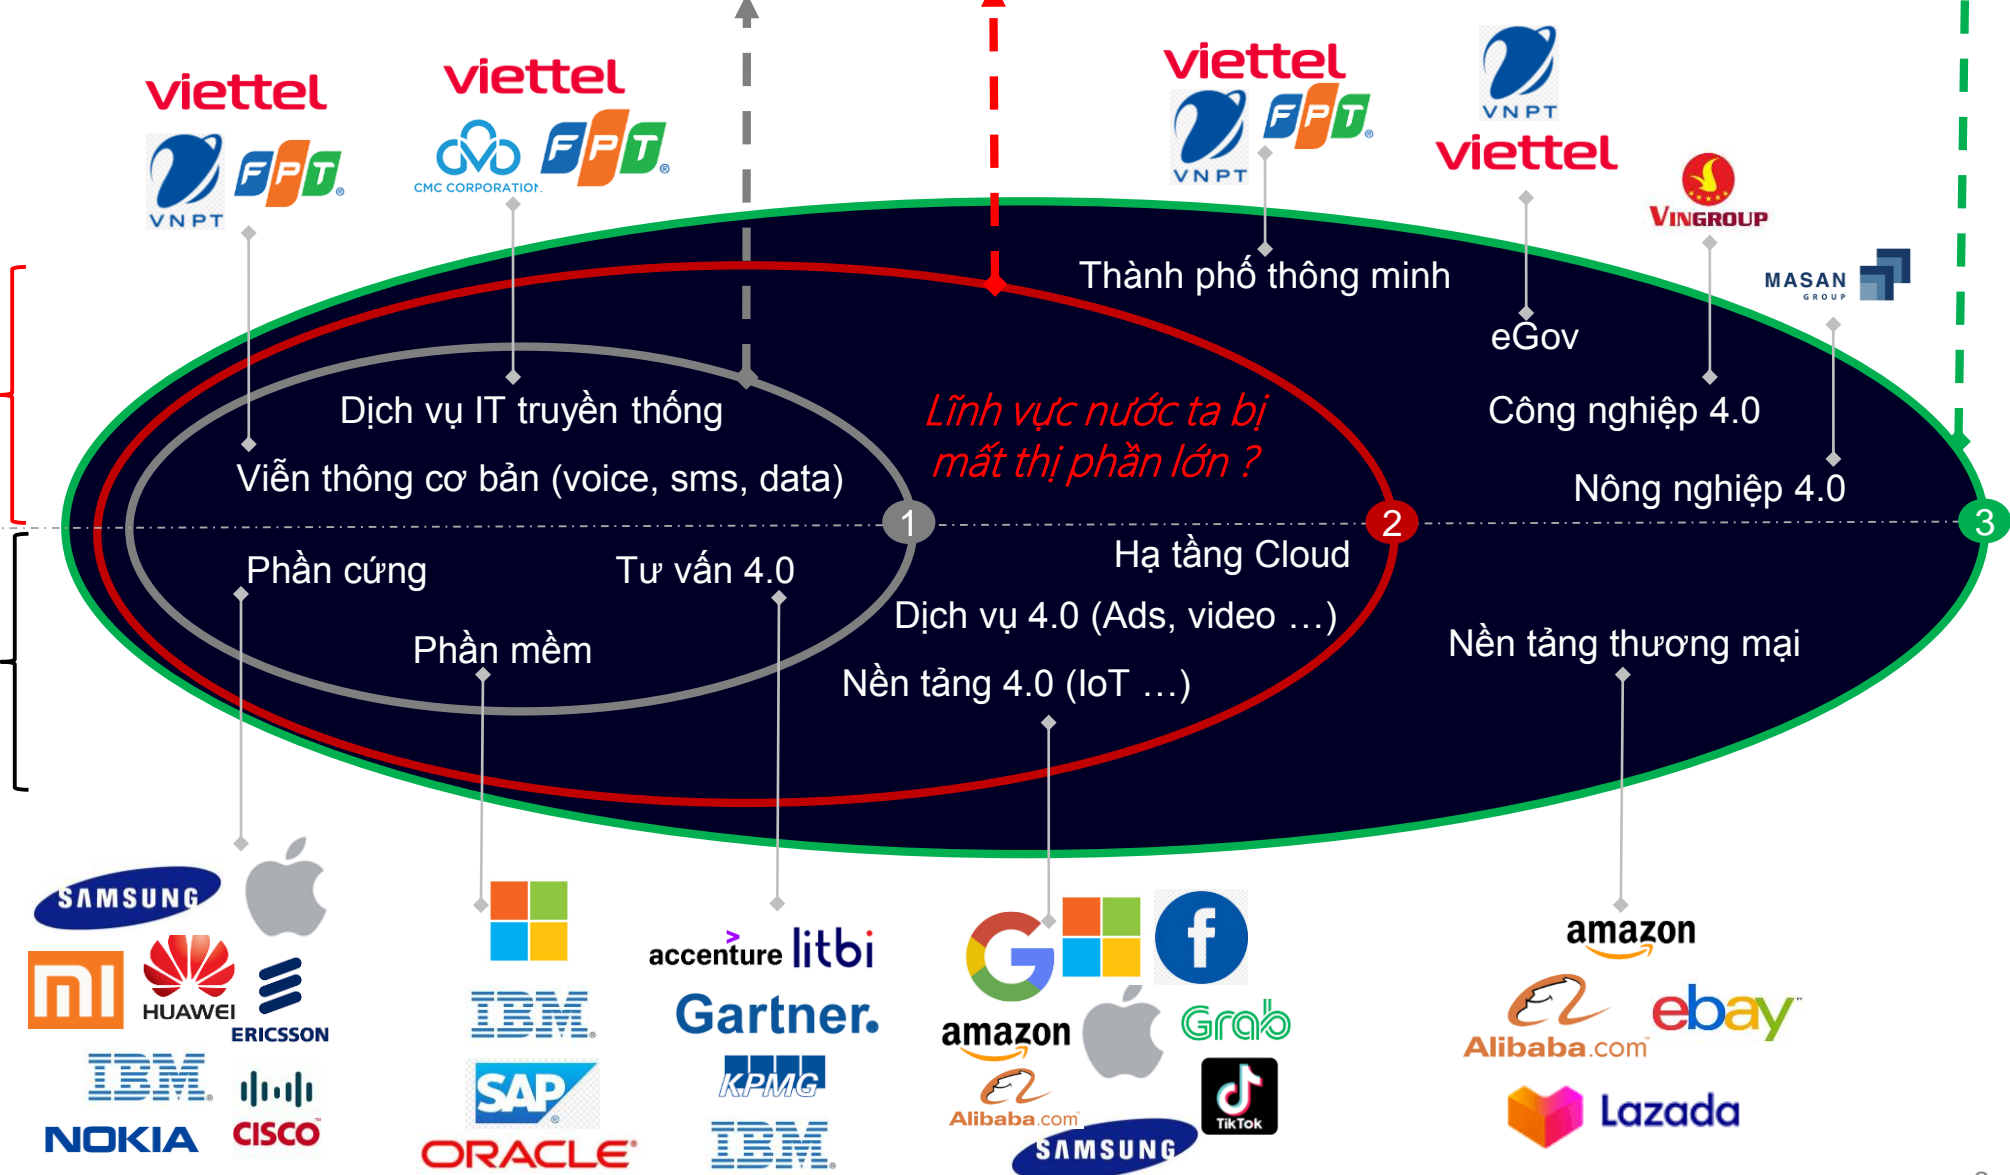 viettel
VNPT
FPT
viettel
CMC CORPORATION
FPT
viettel
VNPT
FPT
VNPT
viettel
VINGROUP
MASAN
GROUP
Thành phố thông minh
eGov
Dịch vụ IT truyền thống
Lĩnh vực nước ta bị
mất thị phần lớn ?
Công nghiệp 4.0
Viễn thông cơ bản (voice, sms, data)
Nông nghiệp 4.0
1
2
3
Phần cứng
Tư vấn 4.0
Hạ tầng Cloud
Dịch vụ 4.0 (Ads, video …)
Phần mềm
Nền tảng thương mại
Nền tảng 4.0 (IoT …)
SAMSUNG
mi
HUAWEI
ERICSSON
IBM
NOKIA
CISCO
IBM
SAP
ORACLE
accenture
litbi
Gartner.
KPMG
IBM
G
f
amazon
Grab
Alibaba.com
TikTok
SAMSUNG
amazon
Alibaba.com
ebay
Lazada